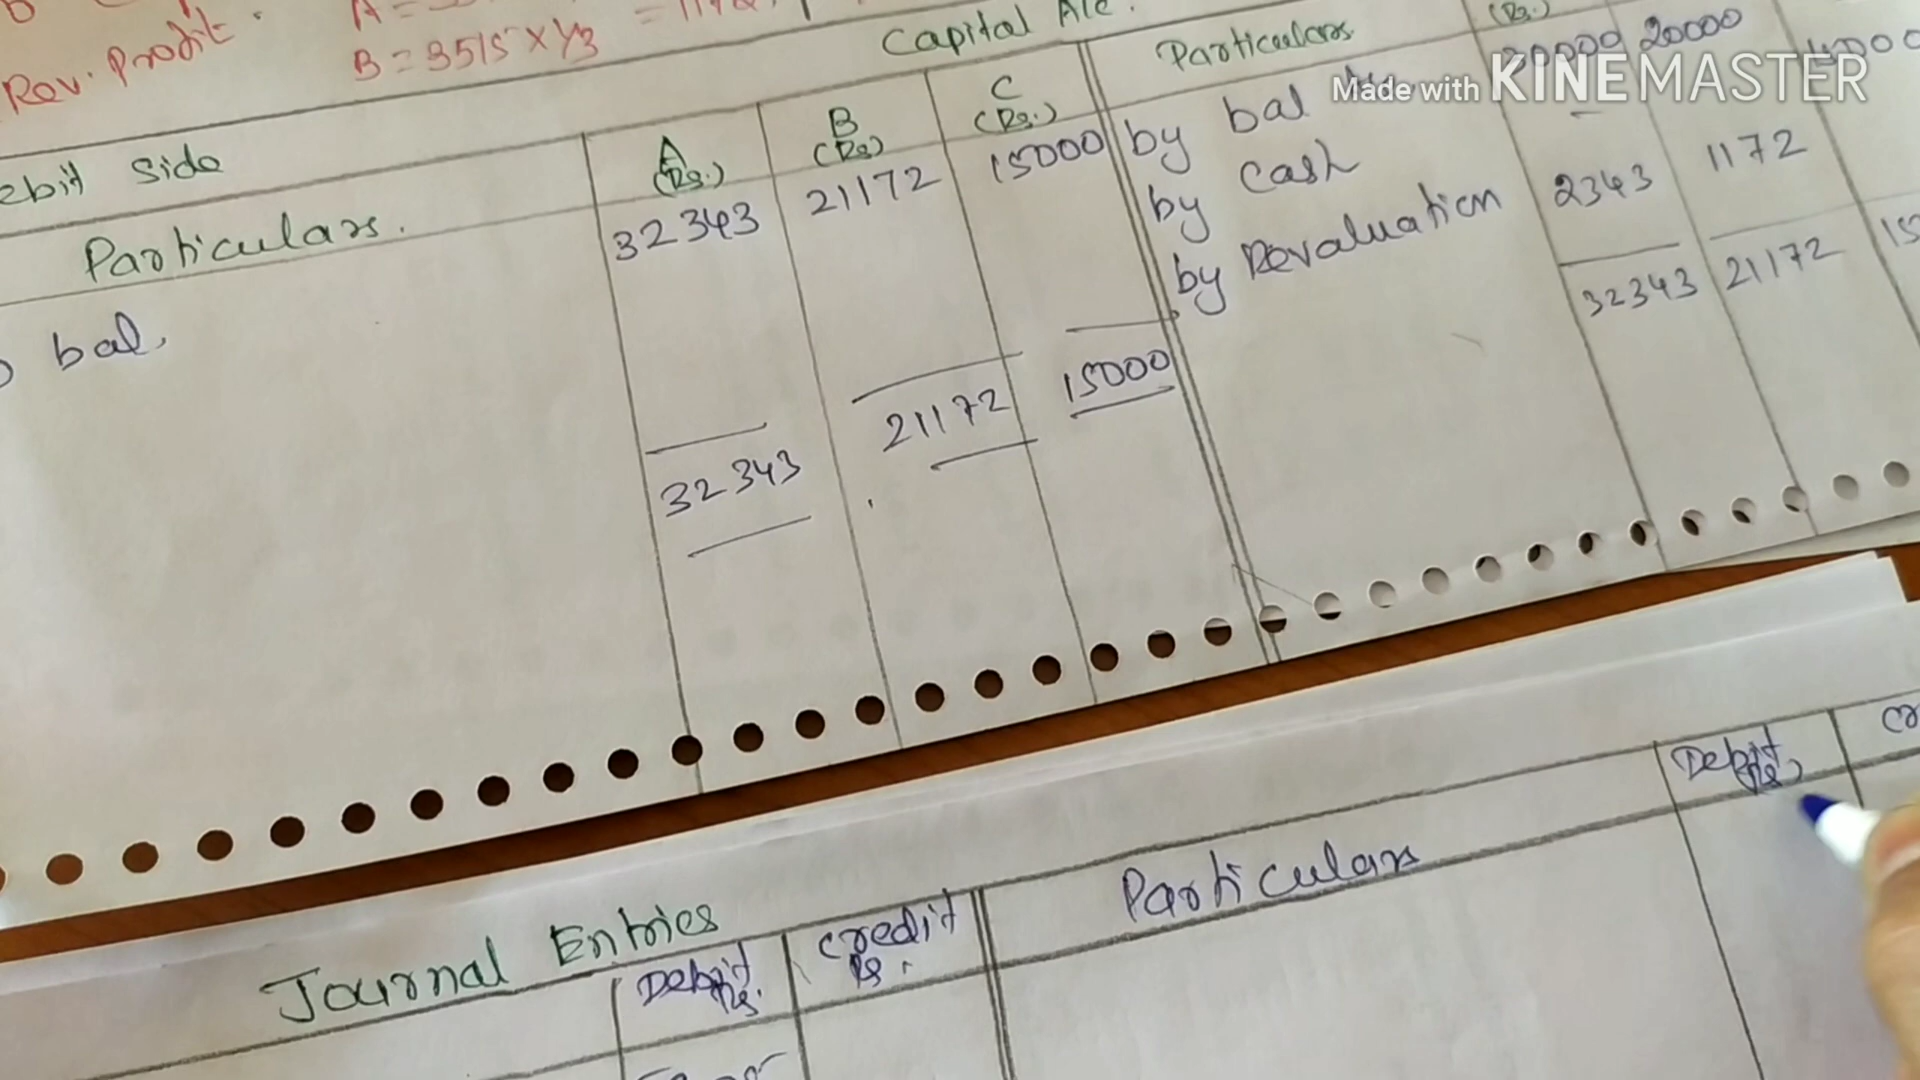 Rev. Profit.
B = 3515 X 1/3
Capital A/c.
Debit Side
Particulars.
A (Rs.)
B (Rs)
C (Rs.)
Particulars
(Rs.)
bal.
32343
21172
15000
by bal
30000
20000
by cash
by Revaluation
2343
1172
32343
21172
32343
21172
15000
Made with KINEMASTER
Journal Entries
Debit Rs.
credit Rs.
Particulars
Debit (Rs)